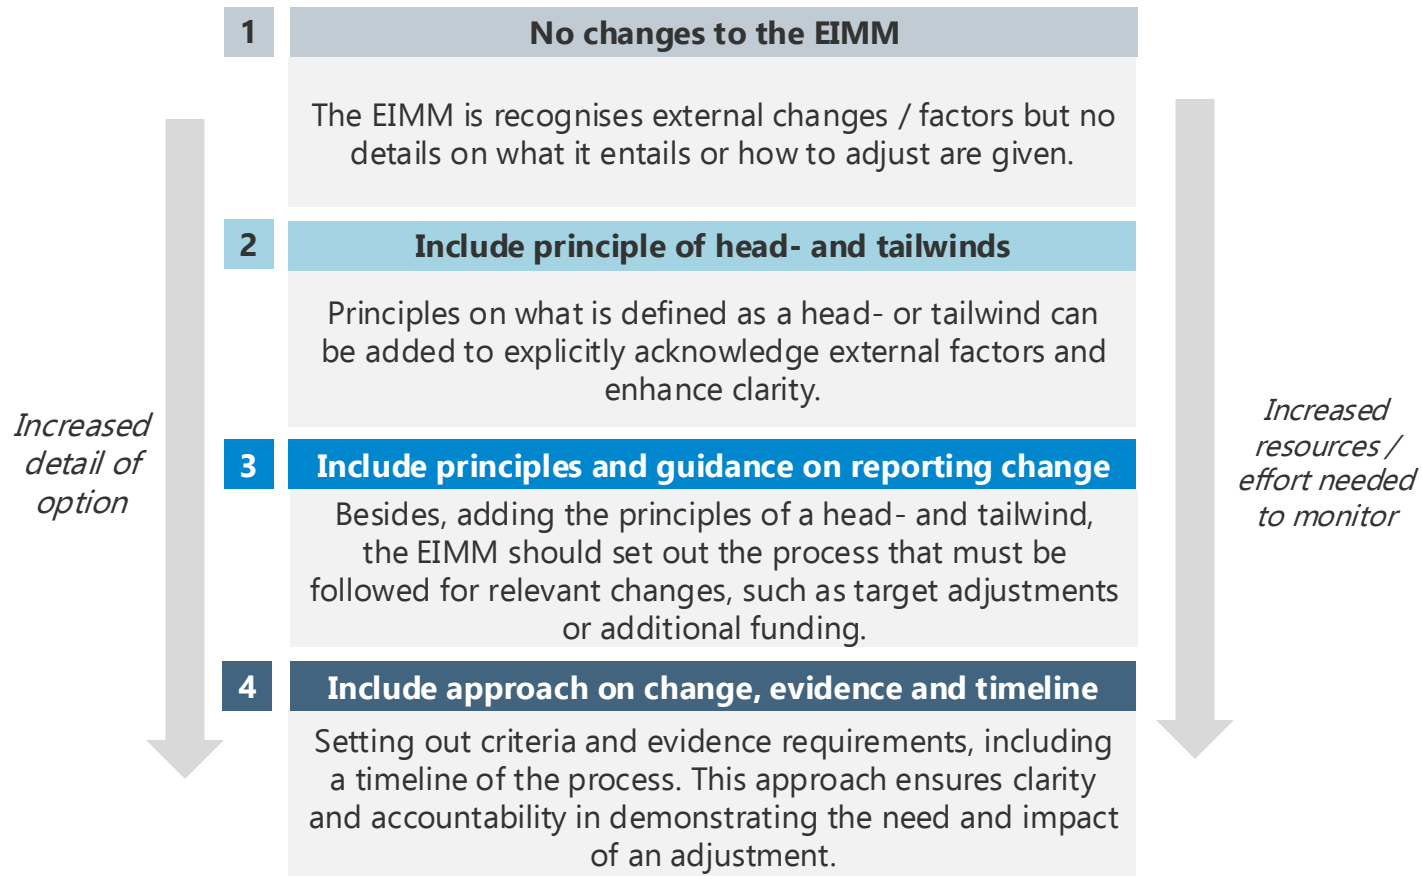 1
No changes to the EIMM
The EIMM is recognises external changes / factors but no
details on what it entails or how to adjust are given.
2
Include principle of head- and tailwinds
Principles on what is defined as a head- or tailwind can
be added to explicitly acknowledge external factors and
enhance clarity.
3
Include principles and guidance on reporting change
Besides, adding the principles of a head- and tailwind,
the EIMM should set out the process that must be
followed for relevant changes, such as target adjustments
or additional funding.
4
Include approach on change, evidence and timeline
Setting out criteria and evidence requirements, including
a timeline of the process. This approach ensures clarity
and accountability in demonstrating the need and impact
of an adjustment.
Increased
detail of
option
Increased
resources /
effort needed
to monitor